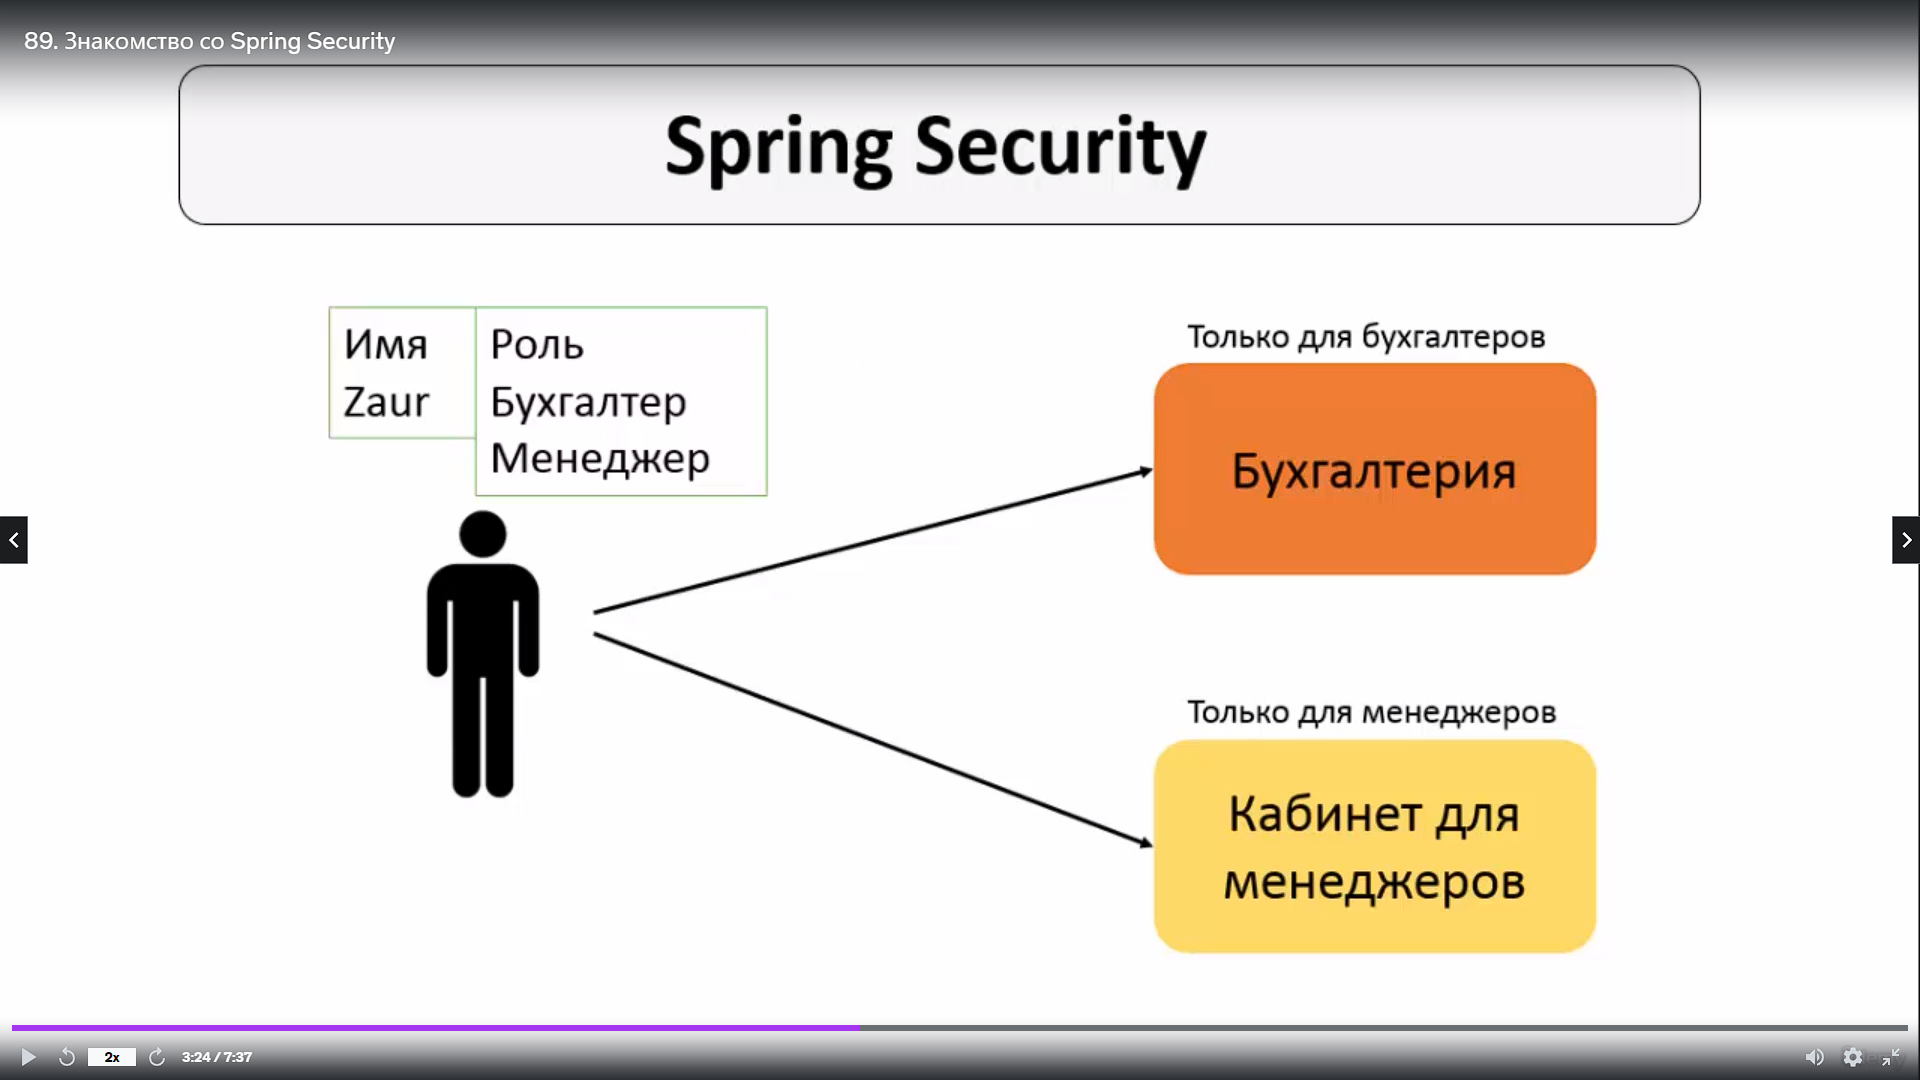 89. Знакомство со Spring Security
Spring Security
Имя
Zaur
Роль
Бухгалтер
Менеджер
Только для бухгалтеров
Бухгалтерия
Только для менеджеров
Кабинет для
менеджеров
2x
3:24 / 7:37